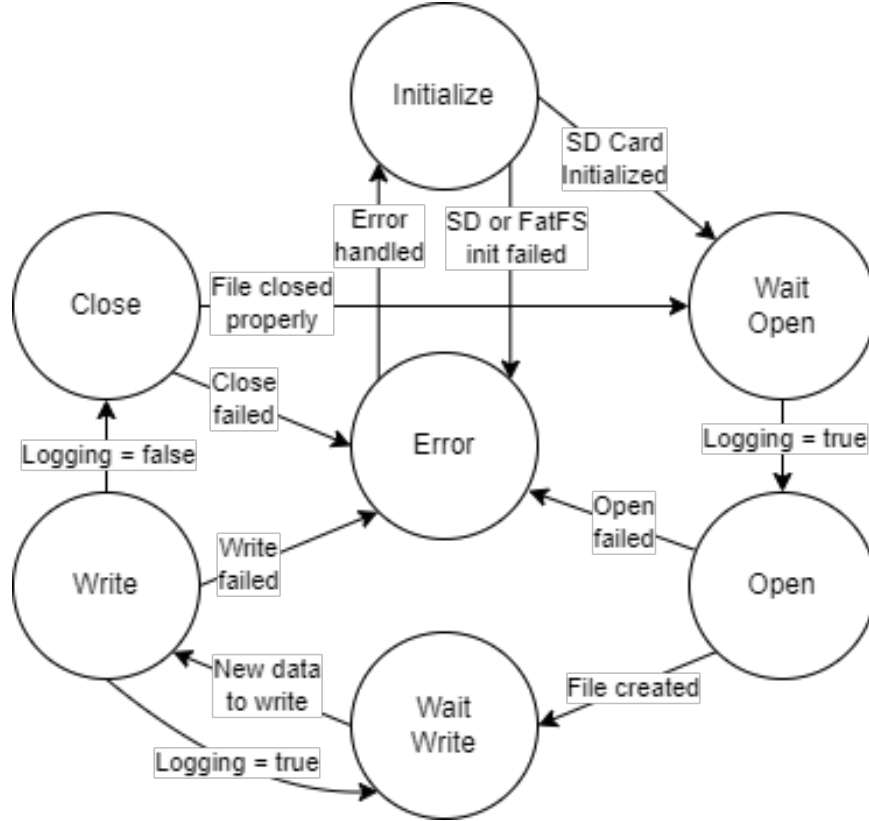 Initialize
SD Card
Initialized
Error
handled
SD or FatFS
init failed
Close
File closed
properly
Wait
Open
Close
failed
Error
Logging = false
Logging = true
Open
failed
Write
Write
failed
Open
New data
to write
File created
Wait
Write
Logging = true